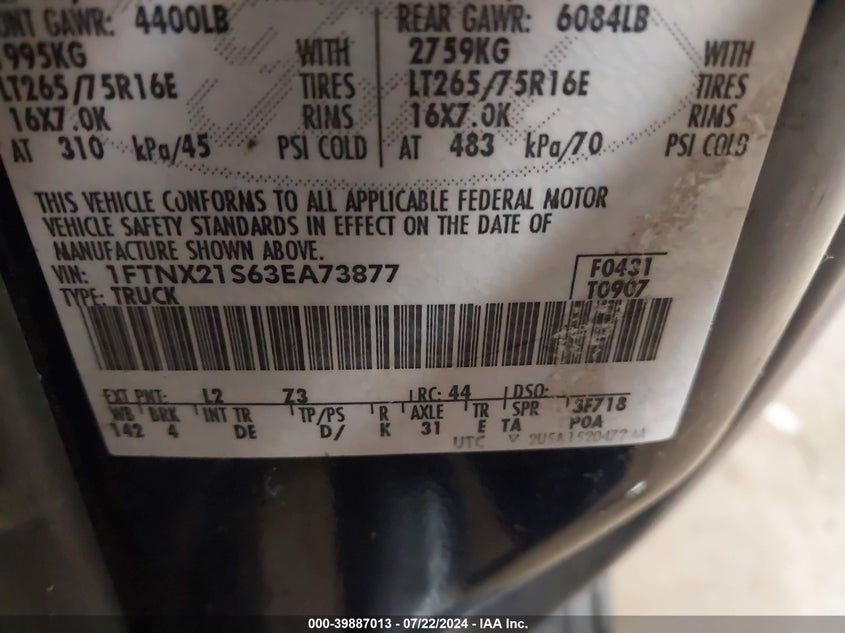 GAWR: 4400LB REAR GAWR: 6084LB
995KG WITH 2759KG WITH
LT265/75R16E TIRES LT265/75R16E TIRES
16X7.0K RIMS 16X7.0K RIMS
AT 310 kPa/45 PSI COLD AT 483 kPa/70 PSI COLD
THIS VEHICLE CONFORMS TO ALL APPLICABLE FEDERAL MOTOR
VEHICLE SAFETY STANDARDS IN EFFECT ON THE DATE OF
MANUFACTURE SHOWN ABOVE.
VIN: 1FTNX21S63EA73877 F0431
TYPE: TRUCK T0907
EXT PNT: L2 Z3 RC: 44 DSO:
WB BRK INT TR TP/PS R AXLE TR SPR 3F718
142 4 DE D/ K 31 E TA POA
UTC
000-39887013 - 07/22/2024 - IAA Inc.